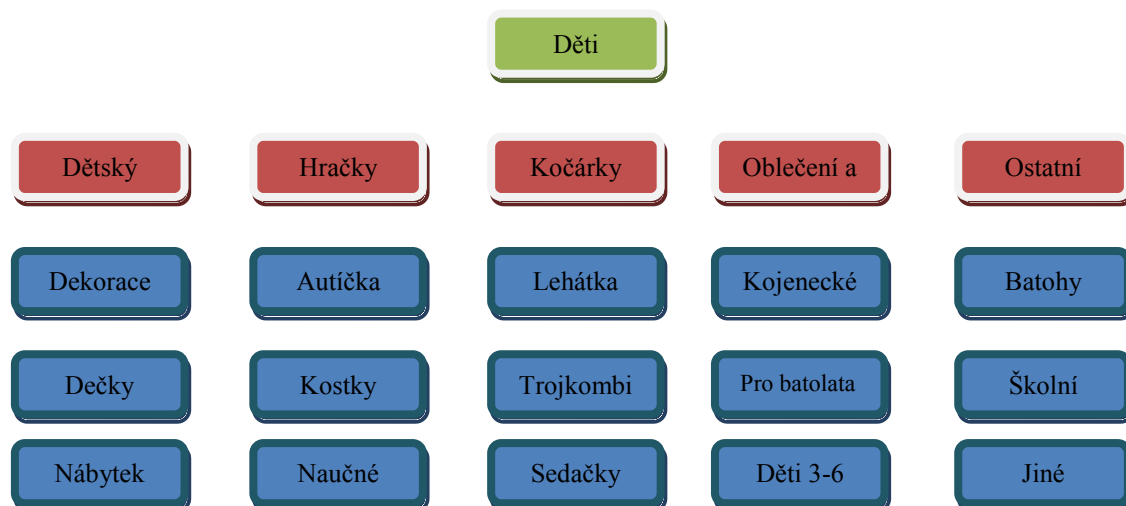 Děti
Dětský
Hračky
Kočárky
Oblečení a
Ostatní
Dekorace
Autíčka
Lehátka
Kojenecké
Batohy
Dečky
Kostky
Trojkombi
Pro batolata
Školní
Nábytek
Naučné
Sedačky
Děti 3-6
Jiné